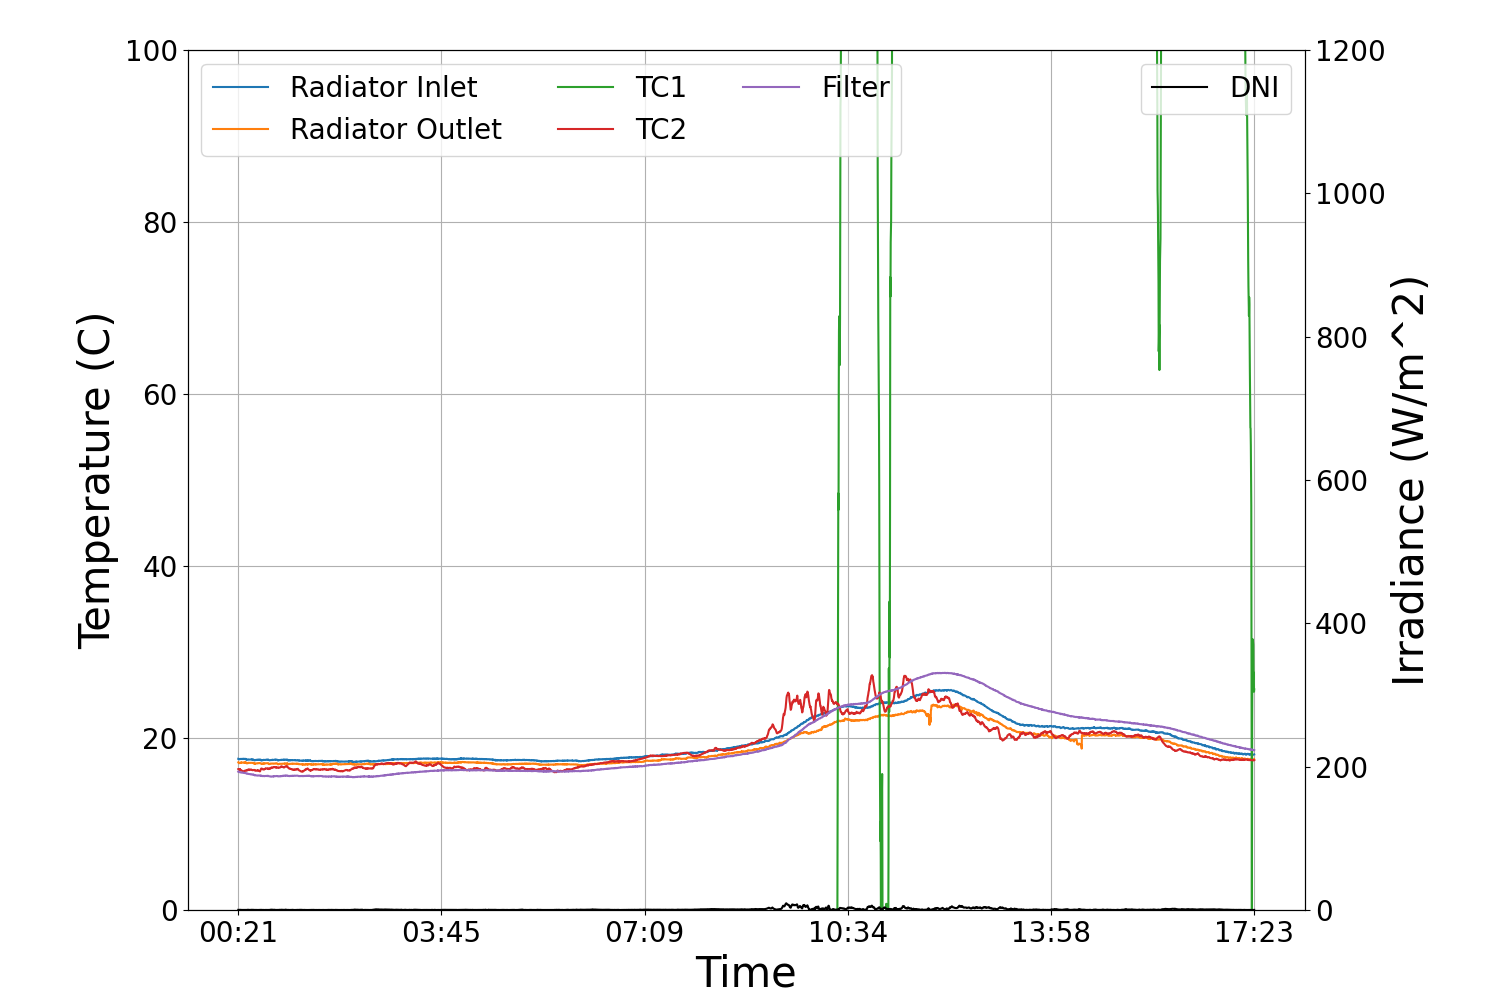 Radiator Inlet
Radiator Outlet
TC1
TC2
Filter
DNI
Temperature (C)
100
80
60
40
20
0
Irradiance (W/m^2)
1200
1000
800
600
400
200
0
00:21 03:45 07:09 10:34 13:58 17:23
Time